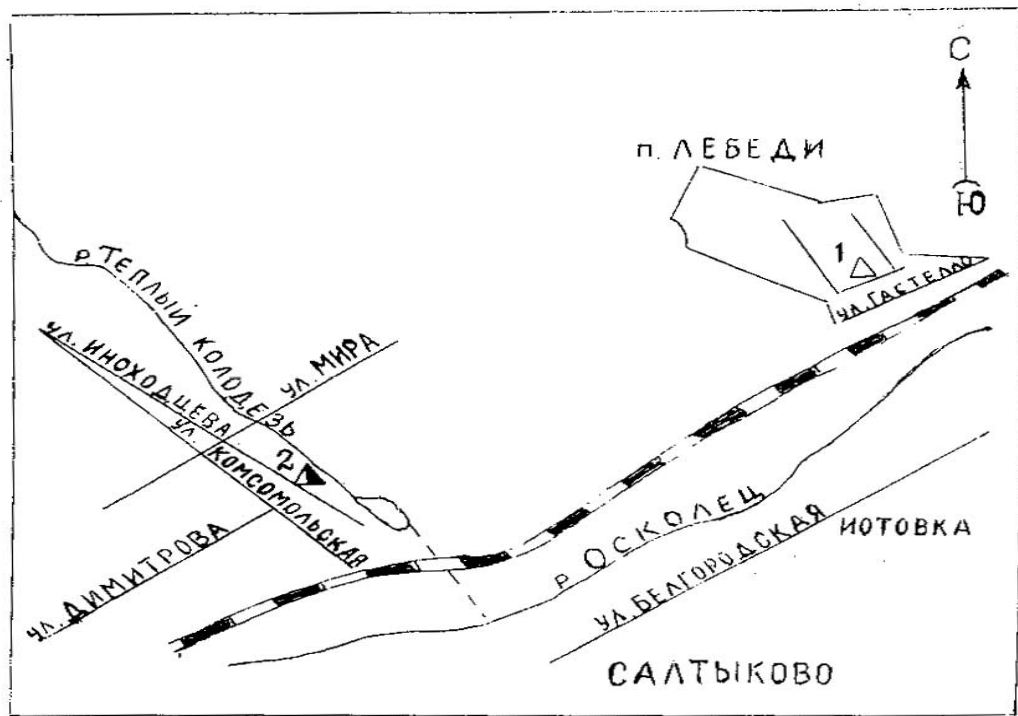 С
п. ЛЕБЕДИ
Ю
1
ул. ГАСТЕЛЛО
р. ТЕПЛЫЙ КОЛОДЕЗЬ
ул. ИНОХОДЦЕВА
ул. МИРА
ул. КОМСОМОЛЬСКАЯ
2
ул. ДИМИТРОВА
р. ОСКОЛЕЦ
ул. БЕЛГОРОДСКАЯ
ИОТОВКА
САЛТЫКОВО